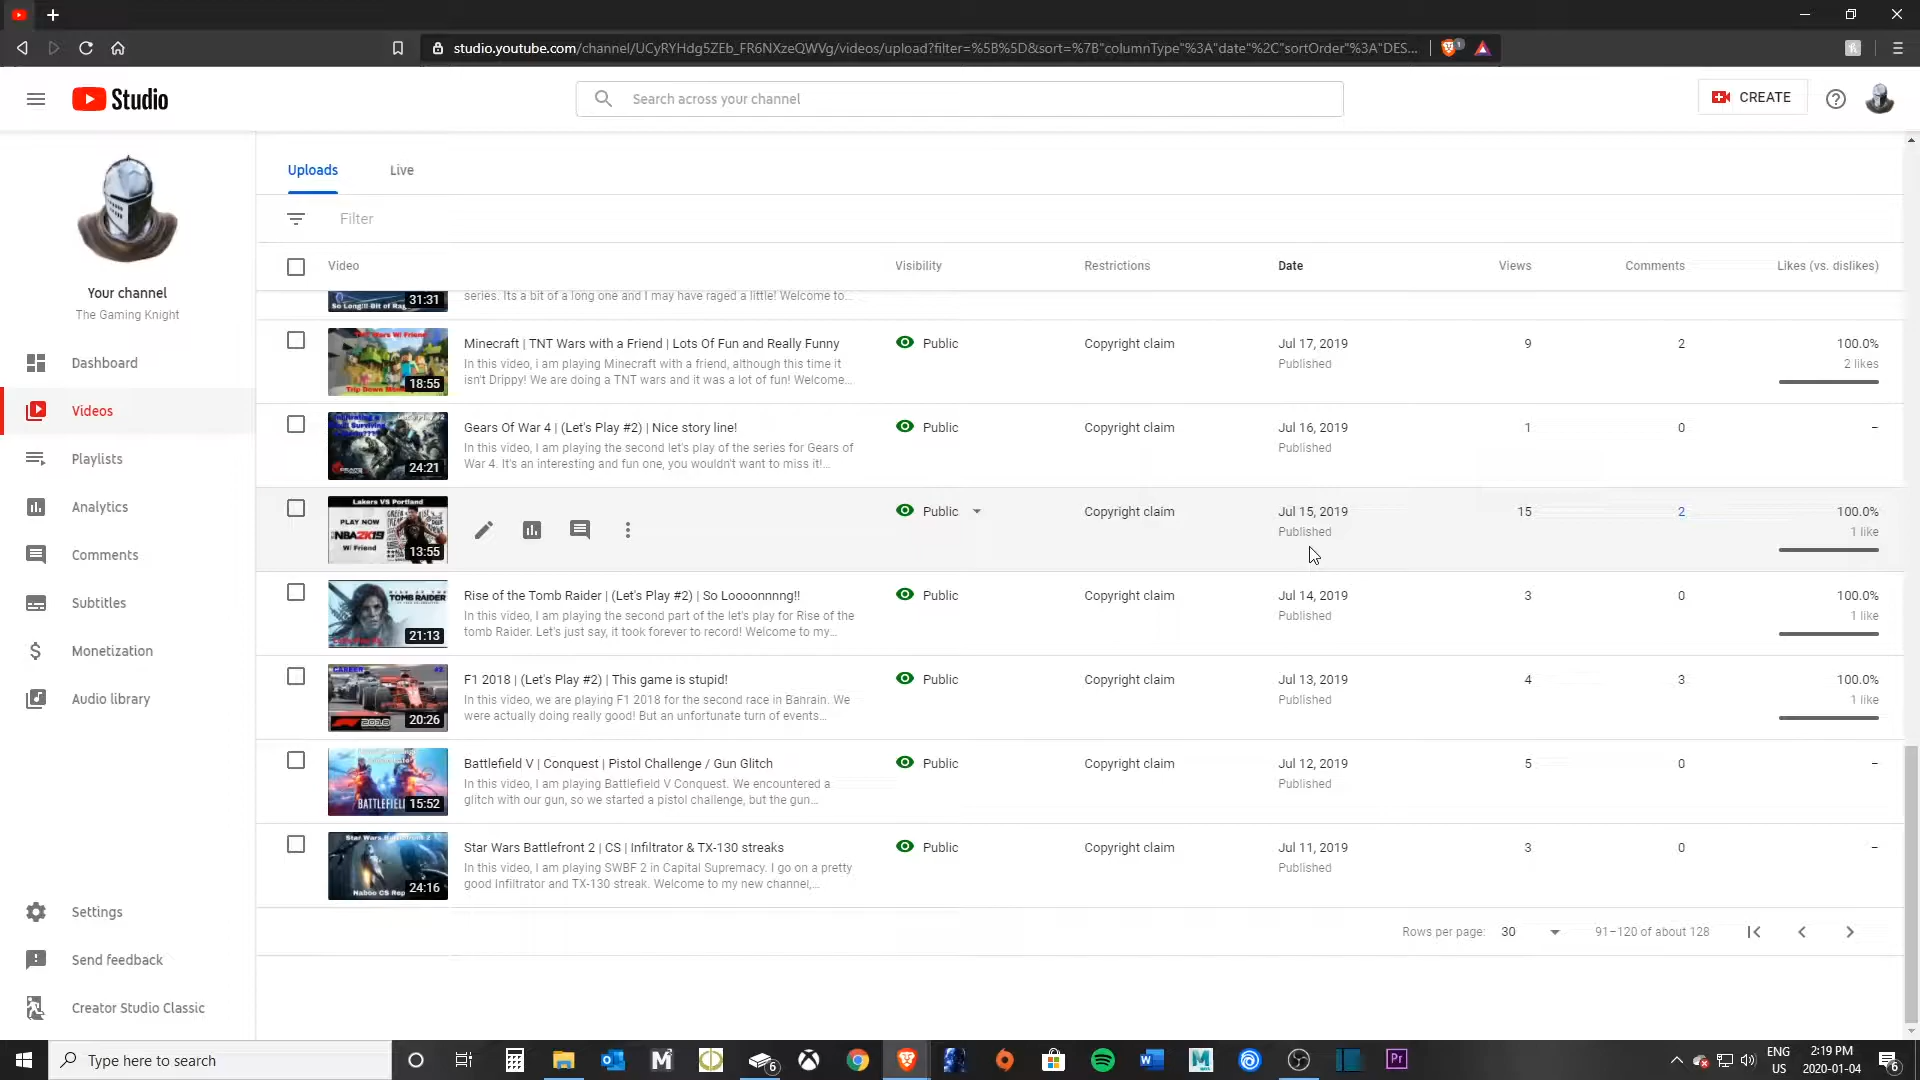 studio.youtube.com/channel/UCyRYHdg5ZEb_FR6NXzeQWVg/videos/upload?filter=%5B%5D&sort=%7B"columnType"%3A"date"%2C"sortOrder"%3A"DES...
Studio
Search across your channel
CREATE
Your channel
The Gaming Knight
Dashboard
Videos
Playlists
Analytics
Comments
Subtitles
Monetization
Audio library
Settings
Send feedback
Creator Studio Classic
Uploads Live
Filter
Video Visibility Restrictions Date Views Comments Likes (vs. dislikes)
31:31
series. Its a bit of a long one and I may have raged a little! Welcome to...
Minecraft | TNT Wars with a Friend | Lots Of Fun and Really Funny Public Copyright claim Jul 17, 2019 9 2 100.0%
In this video, i am playing Minecraft with a friend, although this time it Published 2 likes
isn't Drippy! We are doing a TNT wars and it was a lot of fun! Welcome...
18:55
Gears Of War 4 | (Let's Play #2) | Nice story line! Public Copyright claim Jul 16, 2019 1 0 –
In this video, I am playing the second let's play of the series for Gears of Published
War 4. It's an interesting and fun one, you wouldn't want to miss it!...
24:21
Lakers VS Portland
PLAY NOW
NBA2K19
W/ Friend
13:55
Public Copyright claim Jul 15, 2019 15 2 100.0%
Published 1 like
Rise of the Tomb Raider | (Let's Play #2) | So Loooonnnng!! Public Copyright claim Jul 14, 2019 3 0 100.0%
In this video, I am playing the second part of the let's play for Rise of the Published 1 like
tomb Raider. Let's just say, it took forever to record! Welcome to my...
TOMB RAIDER
21:13
F1 2018 | (Let's Play #2) | This game is stupid! Public Copyright claim Jul 13, 2019 4 3 100.0%
In this video, we are playing F1 2018 for the second race in Bahrain. We Published 1 like
were actually doing really good! But an unfortunate turn of events...
CAREER #2
2018
20:26
Battlefield V | Conquest | Pistol Challenge / Gun Glitch Public Copyright claim Jul 12, 2019 5 0 –
In this video, I am playing Battlefield V Conquest. We encountered a Published
glitch with our gun, so we started a pistol challenge, but the gun...
15:52
Star Wars Battlefront 2 | CS | Infiltrator & TX-130 streaks Public Copyright claim Jul 11, 2019 3 0 –
In this video, I am playing SWBF 2 in Capital Supremacy. I go on a pretty Published
good Infiltrator and TX-130 streak. Welcome to my new channel,...
Star Wars Battlefront 2
Naboo CS Rep
24:16
Rows per page: 30 91–120 of about 128
Type here to search
6
Pr
ENG
US
2:19 PM
2020-01-04
6